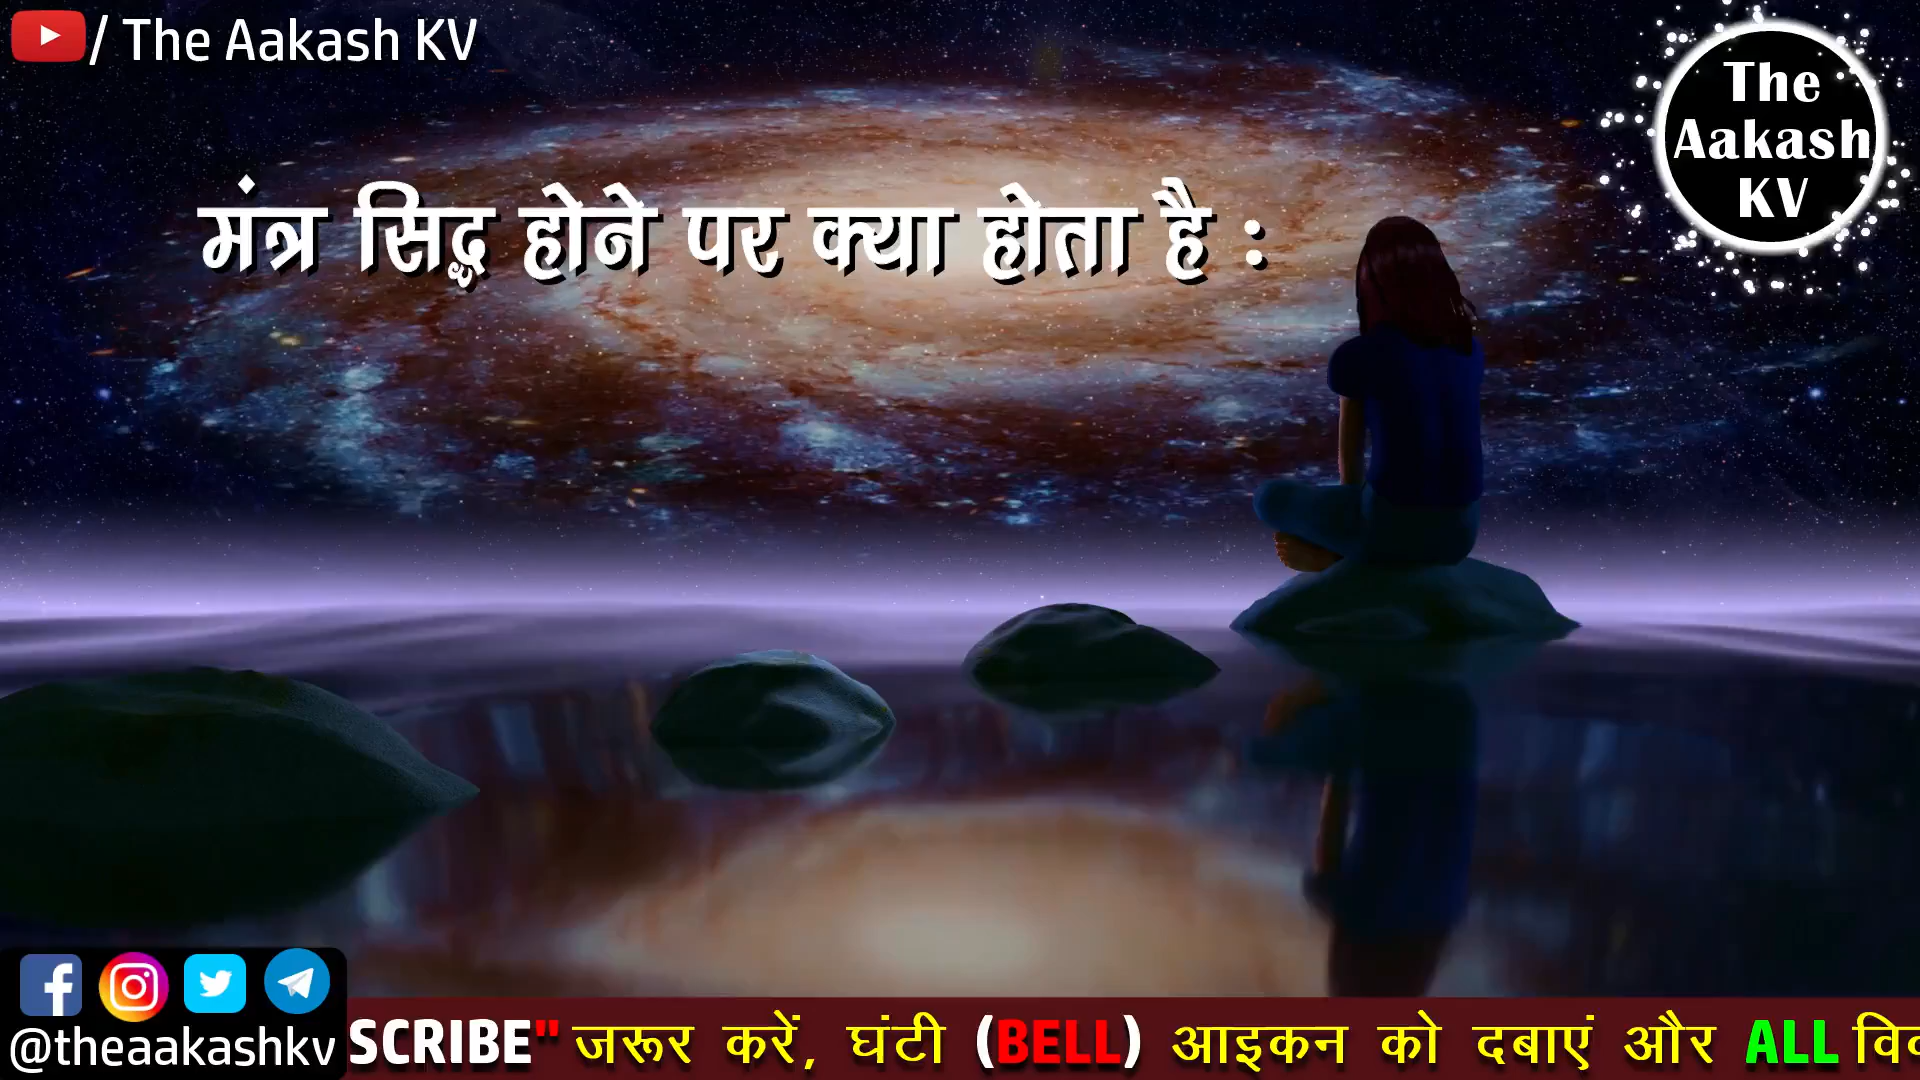 / The Aakash KV
The
Aakash
KV
मंत्र सिद्ध होने पर क्या होता है :
@theaakashkv
SCRIBE" जरूर करें, घंटी (BELL) आइकन को दबाएं और ALL